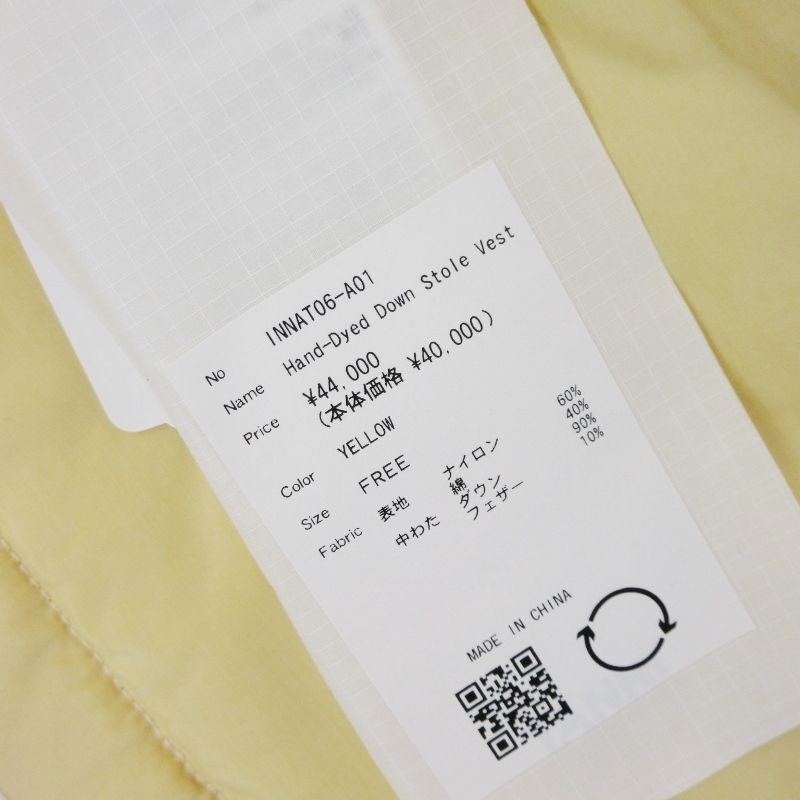 No INNAT06-A01
Name Hand-Dyed Down Stole Vest
Price ¥44,000
(本体価格 ¥40,000)
Color YELLOW
Size FREE
Fabric 表地 ナイロン 60%
綿 40%
中わた ダウン 90%
フェザー 10%
MADE IN CHINA